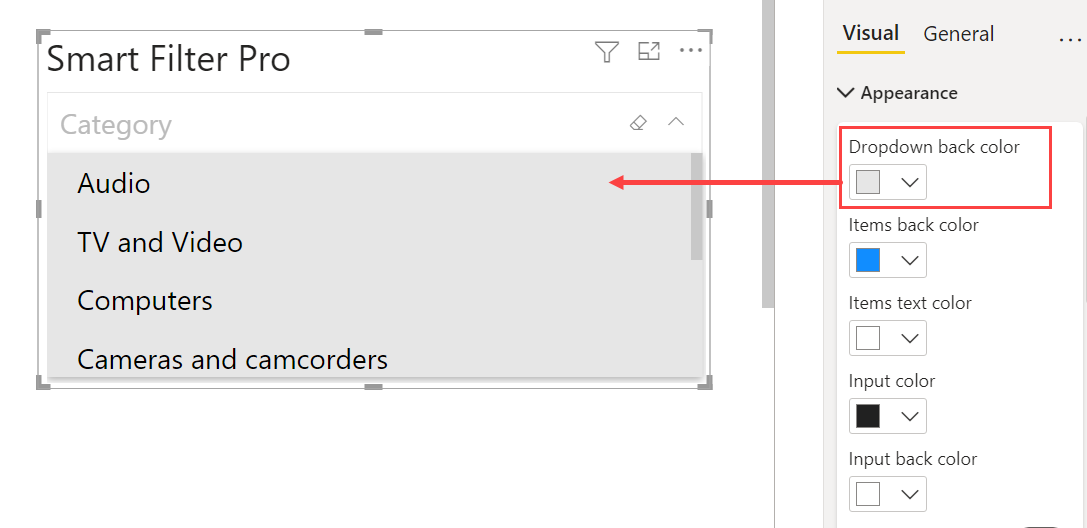 Smart Filter Pro
Category
Audio
TV and Video
Computers
Cameras and camcorders
Visual General
Appearance
Dropdown back color
Items back color
Items text color
Input color
Input back color